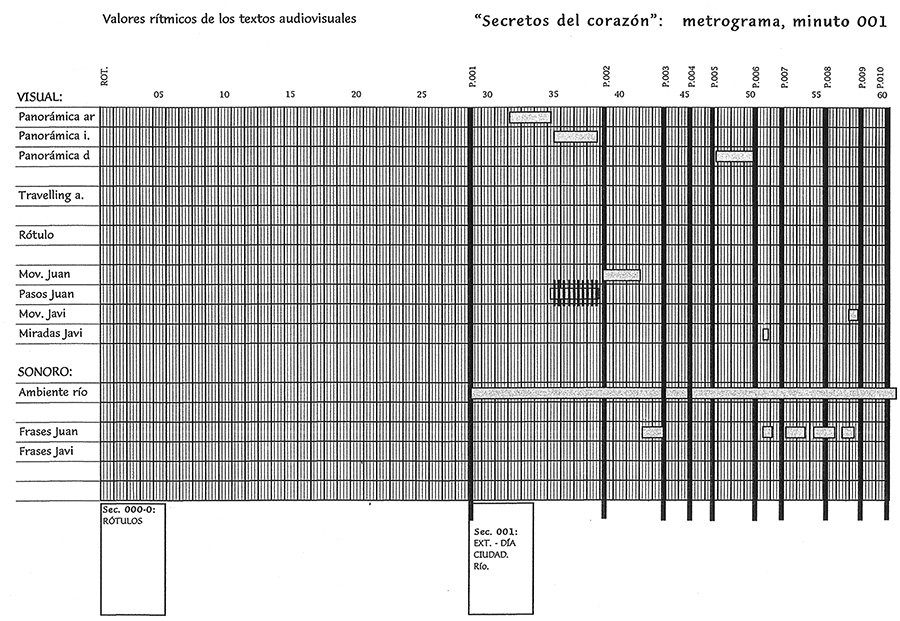 Valores rítmicos de los textos audiovisuales
“Secretos del corazón”: metrograma, minuto 001
ROT. P.001 P.002 P.003 P.004 P.005 P.006 P.007 P.008 P.009 P.010
VISUAL: 05 10 15 20 25 30 35 40 45 50 55 60
Panorámica ar
Panorámica i.
Panorámica d
Travelling a.
Rótulo
Mov. Juan
Pasos Juan
Mov. Javi
Miradas Javi
SONORO:
Ambiente río
Frases Juan
Frases Javi
Sec. 000-0:
RÓTULOS
Sec. 001:
EXT. - DÍA
CIUDAD.
Río.